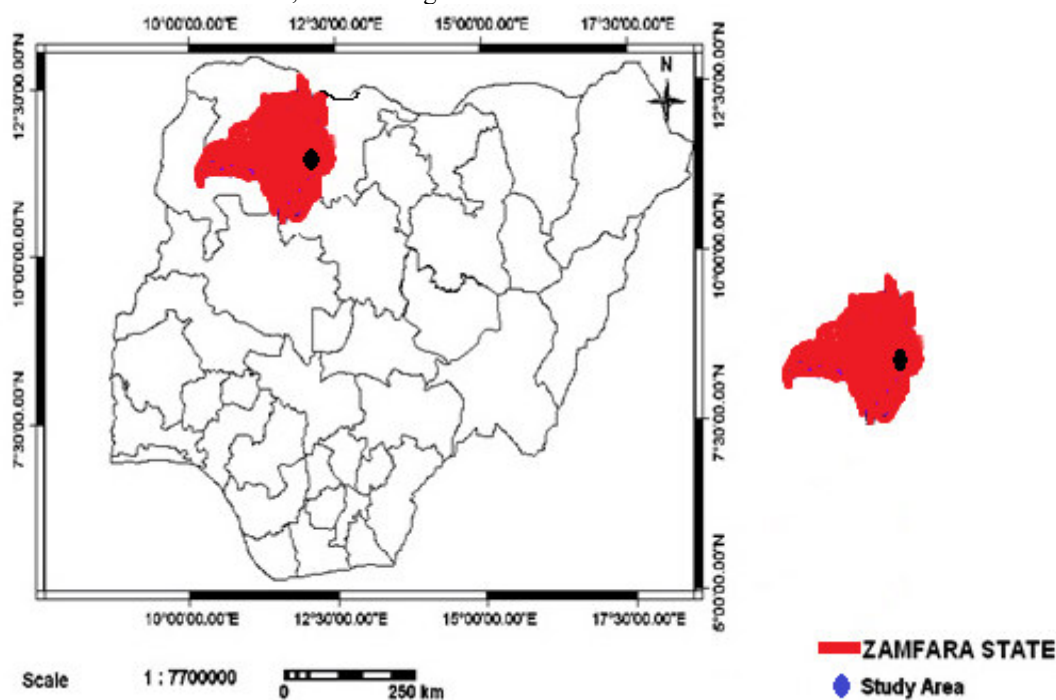 10°00'00.00"E
12°30'00.00"E
15°00'00.00"E
17°30'00.00"E
N
12°30'00.00"N
12°30'00.00"N
10°00'00.00"N
10°00'00.00"N
7°30'00.00"N
7°30'00.00"N
6°00'00.00"N
10°00'00.00"E
12°30'00.00"E
15°00'00.00"E
17°30'00.00"E
Scale 1 : 7700000
0 250 km
ZAMFARA STATE
Study Area